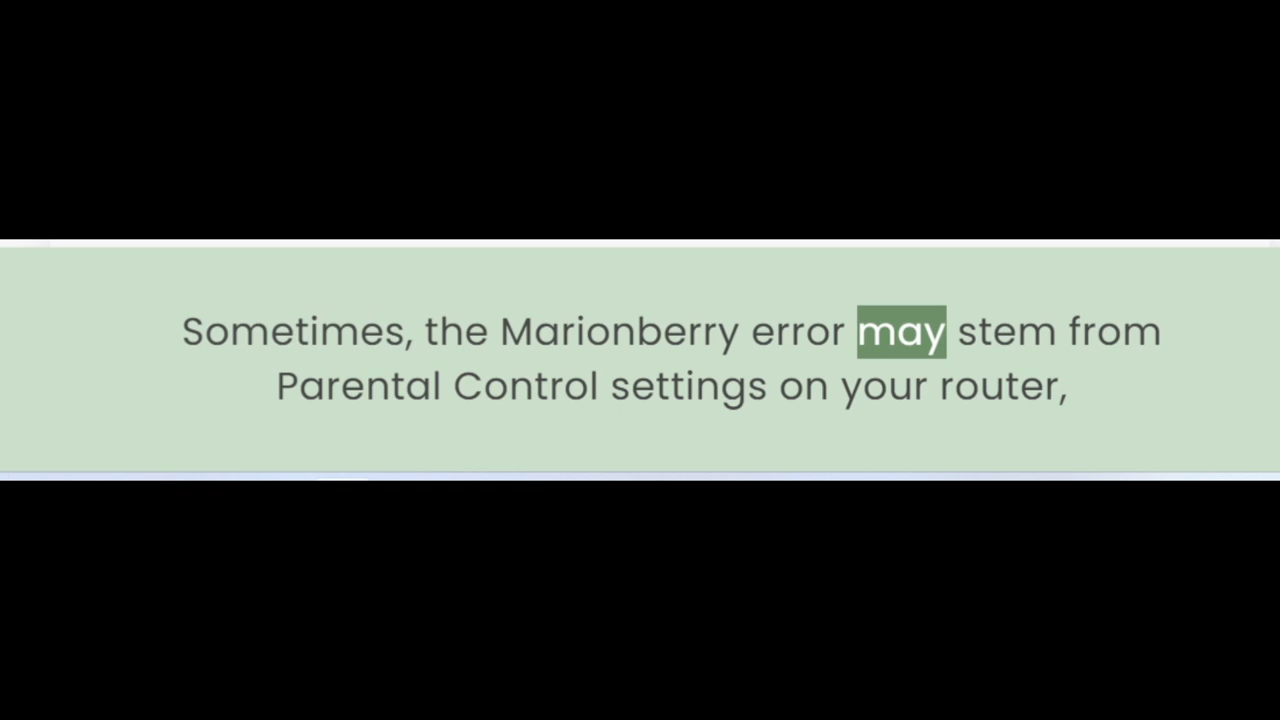 Sometimes, the Marionberry error may stem from
Parental Control settings on your router,